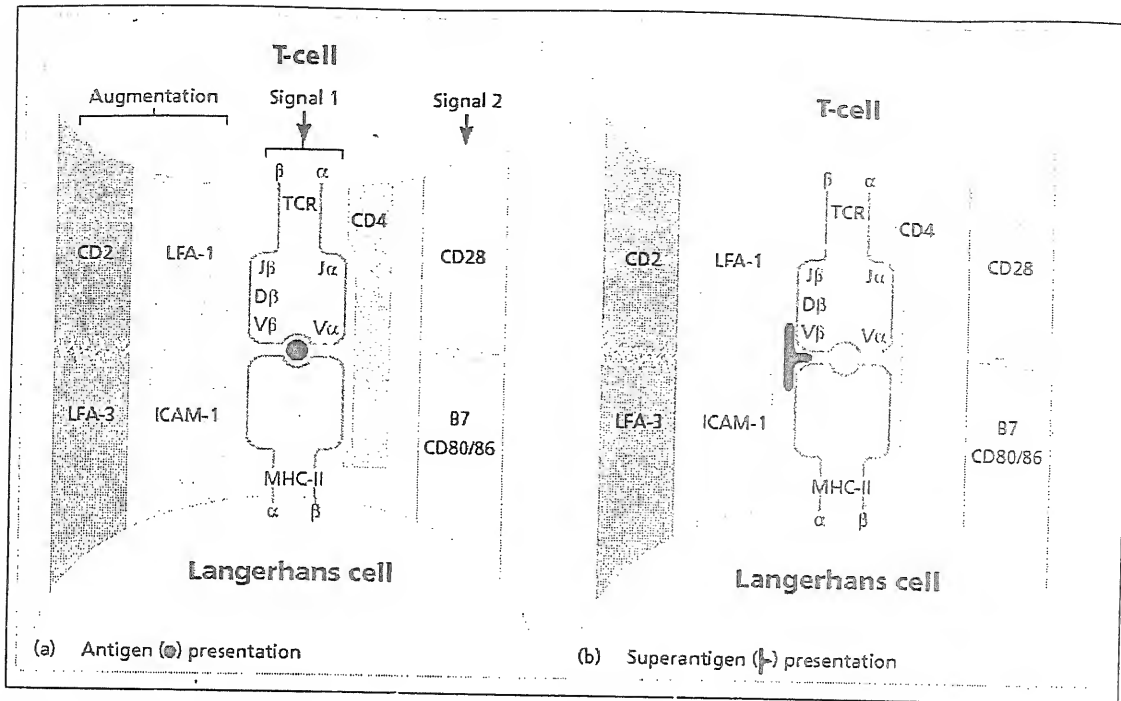 T-cell
Augmentation Signal 1 Signal 2
β α
TCR
CD4
CD2 LFA-1 CD28
Jβ Jα
Dβ
Vβ Vα
LFA-3 ICAM-1 B7
CD80/86
MHC-II
α β
Langerhans cell
(a) Antigen (●) presentation
T-cell
β α
TCR
CD4
CD2 LFA-1 CD28
Jβ Jα
Dβ
Vβ Vα
LFA-3 ICAM-1 B7
CD80/86
MHC-II
α β
Langerhans cell
(b) Superantigen (┣) presentation